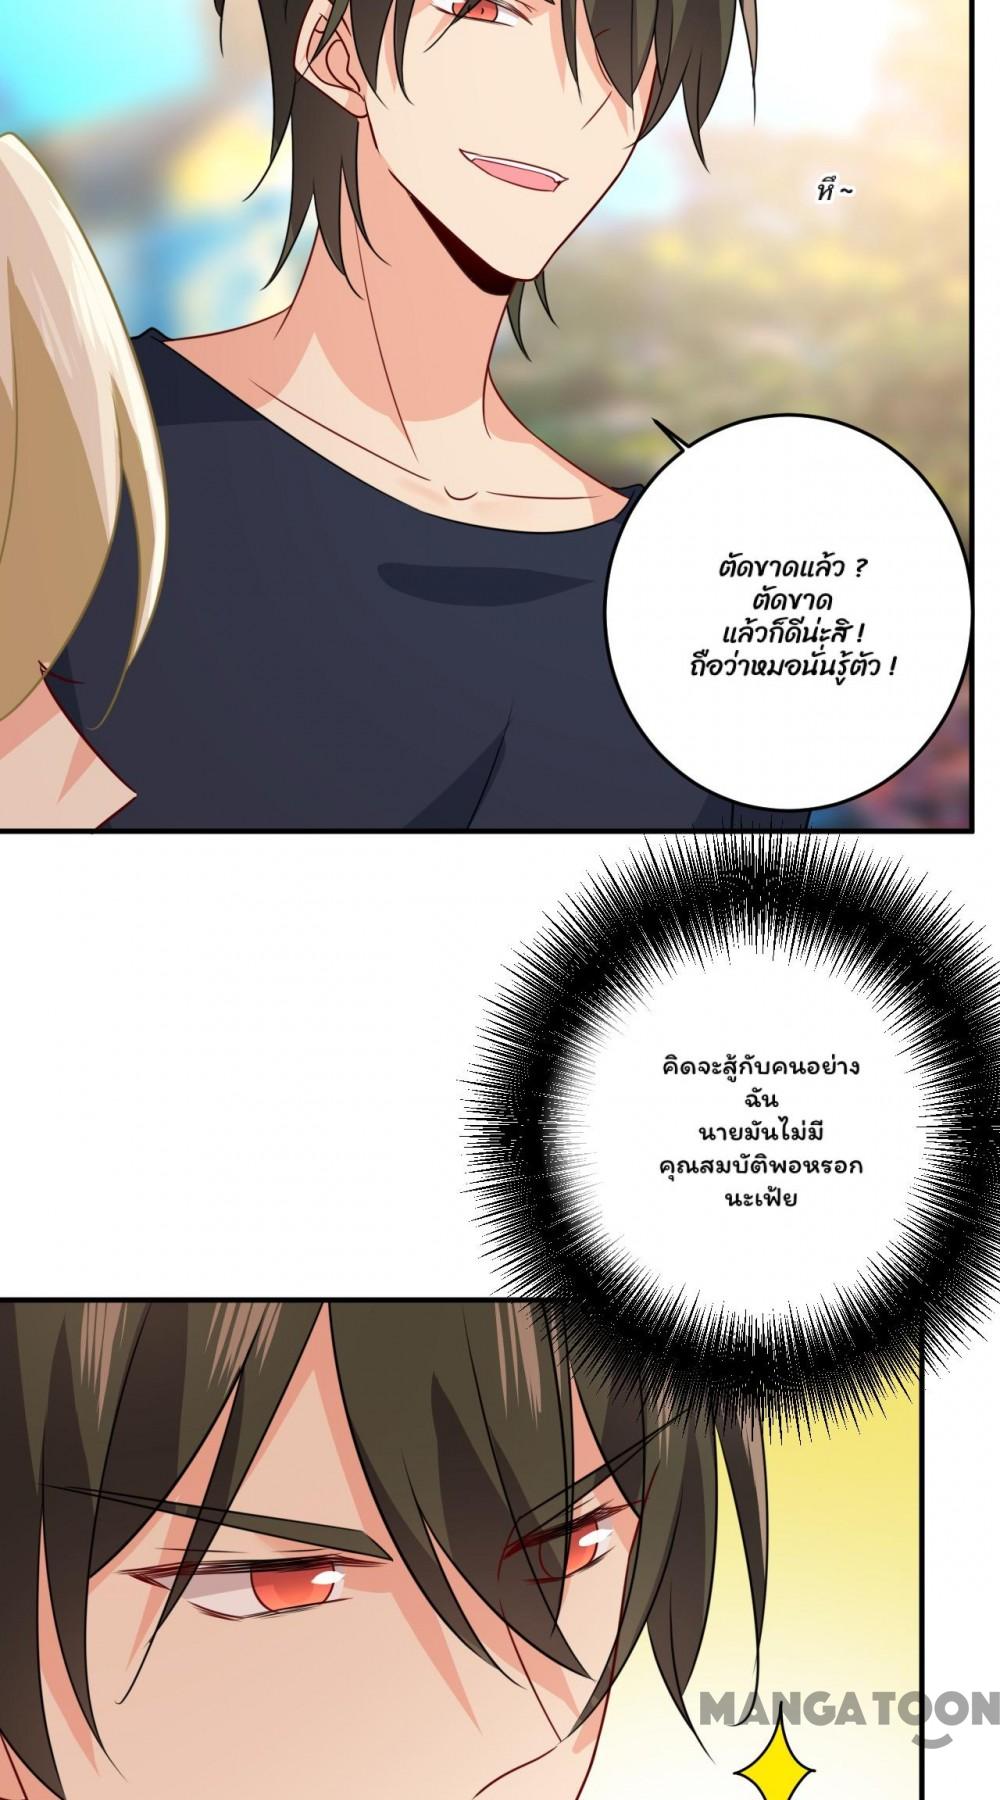 หึ~
ตัดขาดแล้ว ?
ตัดขาด
แล้วก็ดีน่ะสิ !
ถือว่าหมอนั่นรู้ตัว !
คิดจะสู้กับคนอย่าง
ฉัน
นายมันไม่มี
คุณสมบัติพอหรอก
นะเฟ้ย
MANGATOON